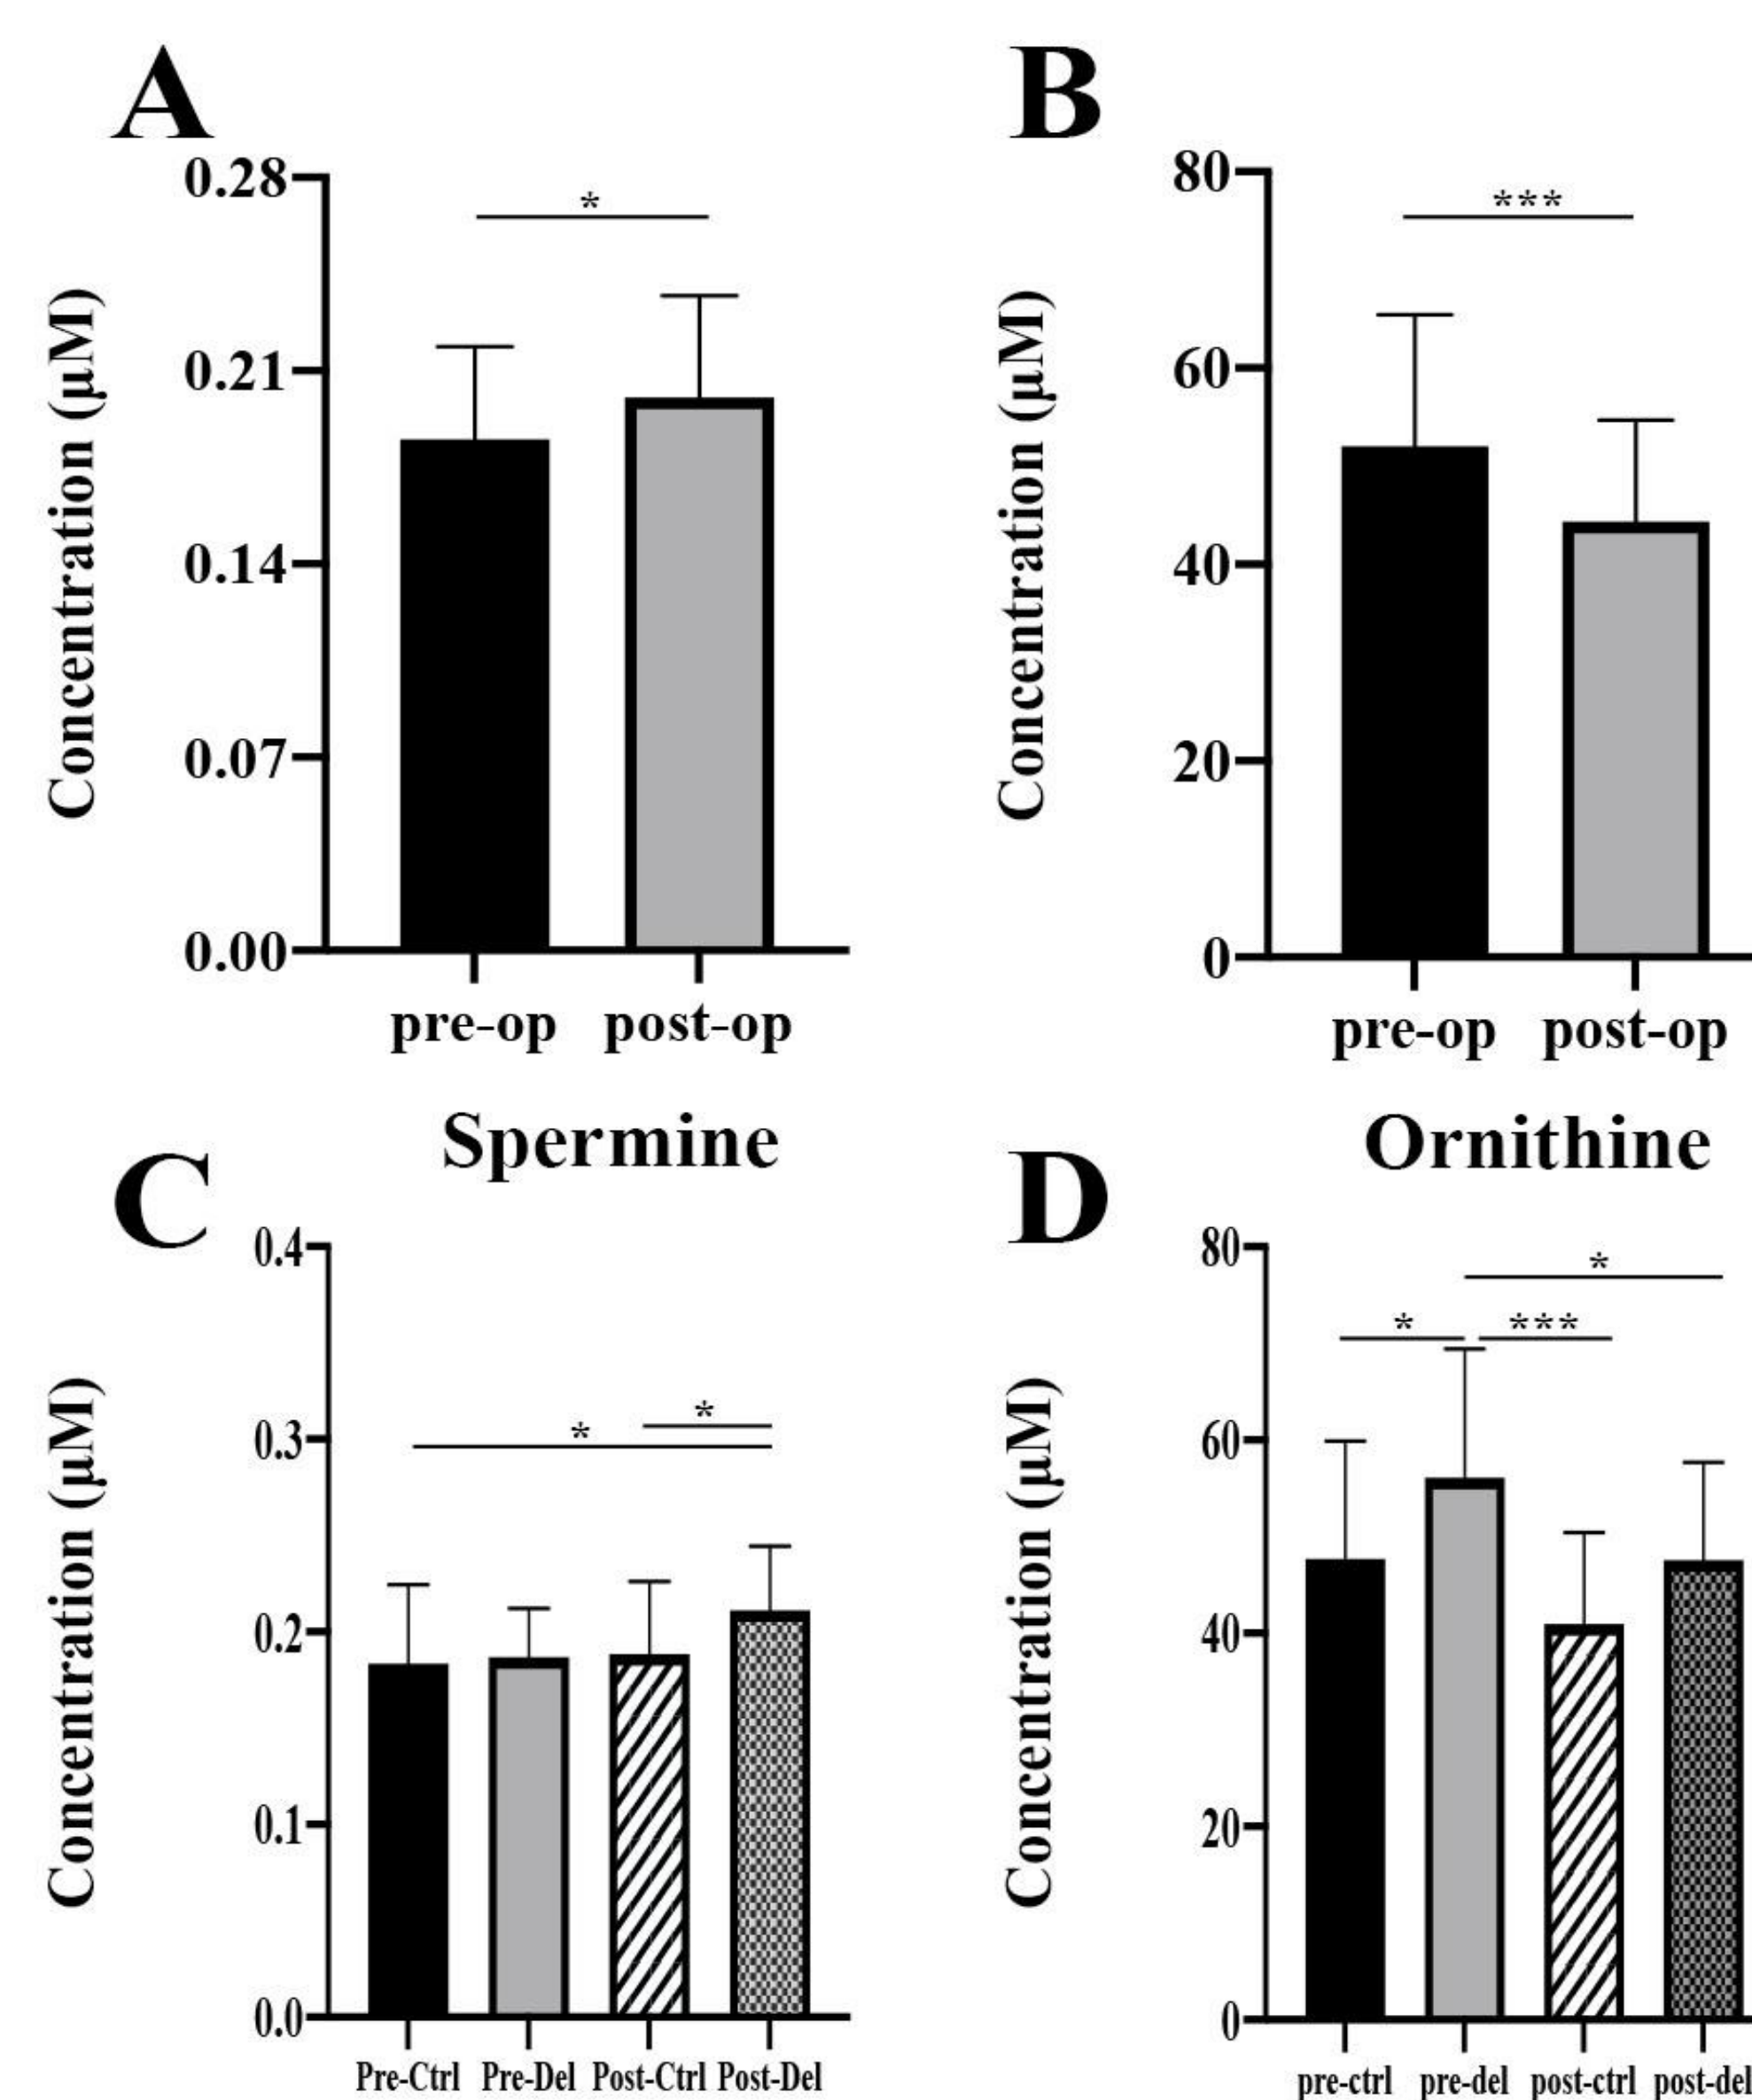 A
0.28
0.21
0.14
0.07
0.00
Concentration (μM)
*
pre-op post-op
B
80
60
40
20
0
Concentration (μM)
***
pre-op post-op
Spermine
C
0.4
0.3
0.2
0.1
0.0
Concentration (μM)
*
*
Pre-Ctrl Pre-Del Post-Ctrl Post-Del
Ornithine
D
80
60
40
20
0
Concentration (μM)
*
* ***
pre-ctrl pre-del post-ctrl post-del